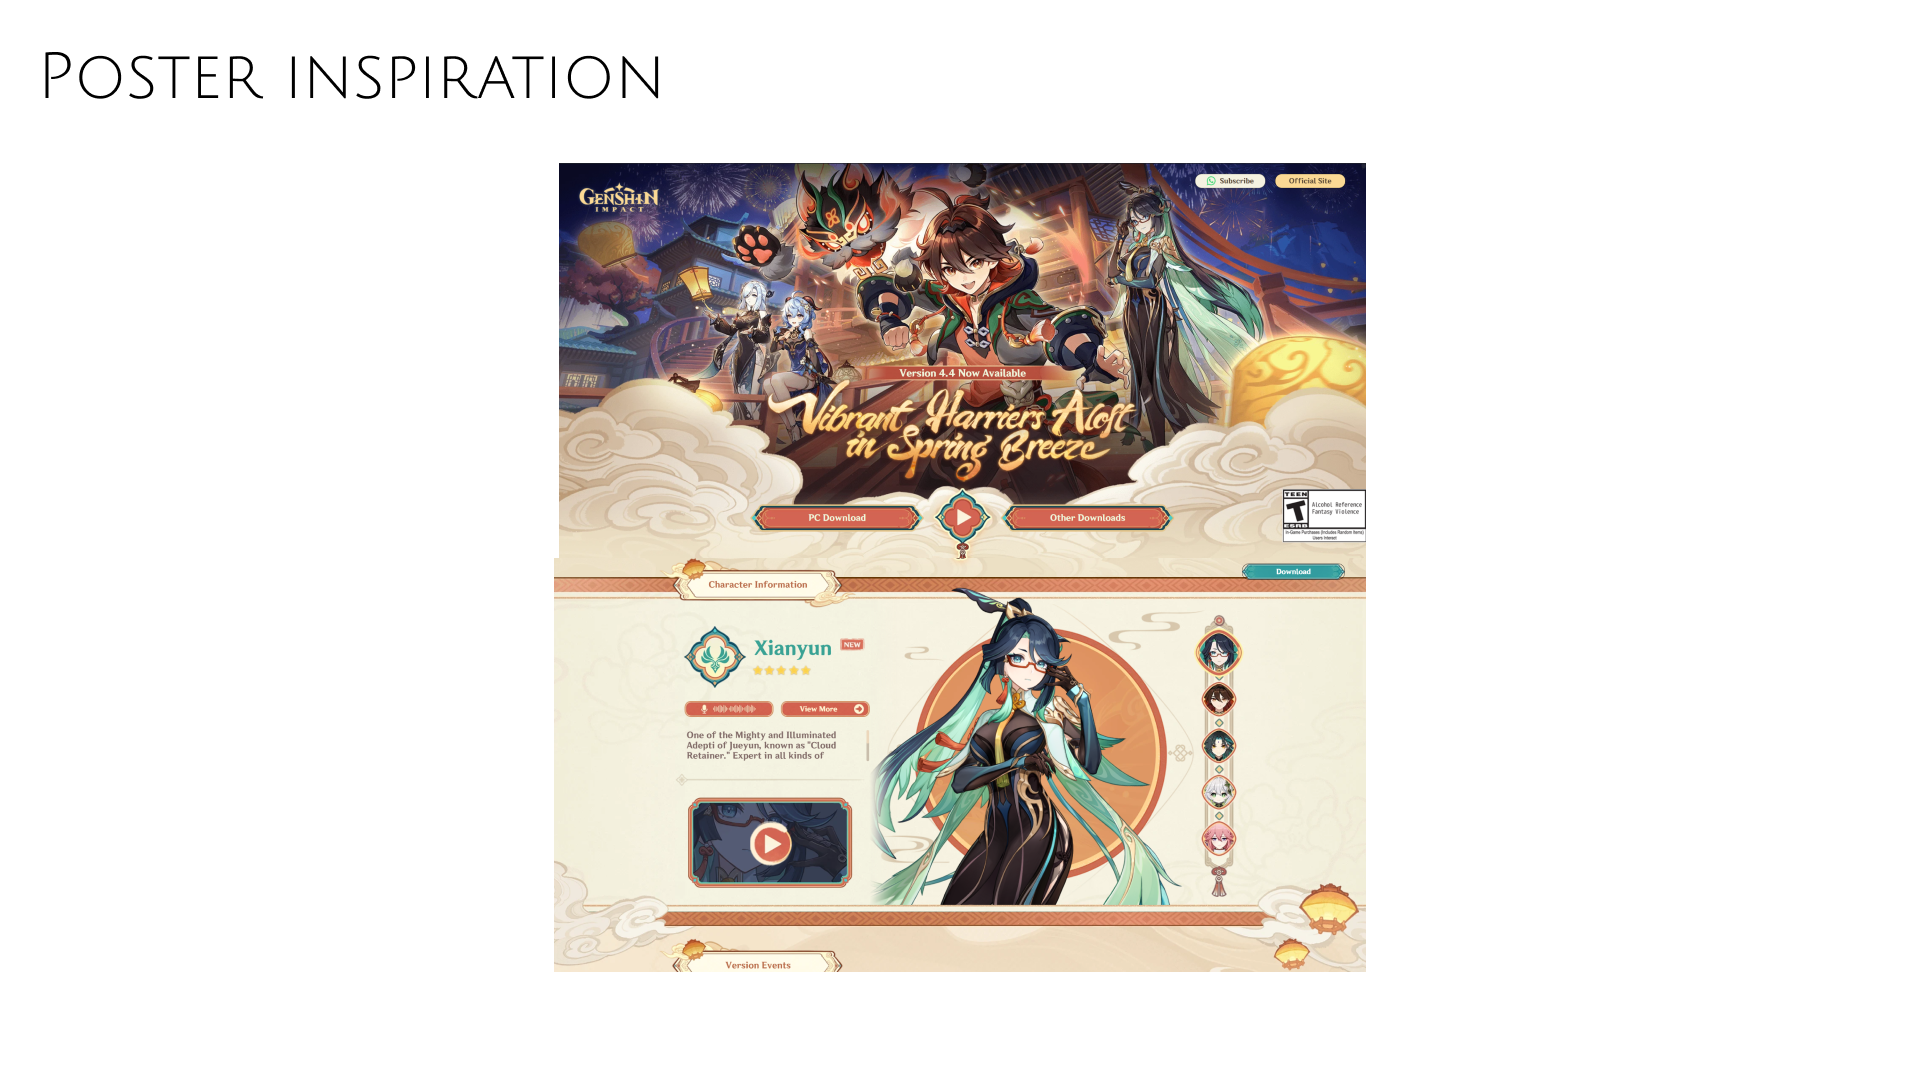 Poster inspiration
GENSHIN
IMPACT
Subscribe
Official Site
Version 4.4 Now Available
Vibrant Harriers Aloft
in Spring Breeze
PC Download
Other Downloads
TEEN
T
ESRB
Alcohol Reference
Fantasy Violence
In-Game Purchases (Includes Random Items)
Users Interact
Download
Character Information
Xianyun
NEW
View More
One of the Mighty and Illuminated
Adepti of Jueyun, known as "Cloud
Retainer." Expert in all kinds of
Version Events